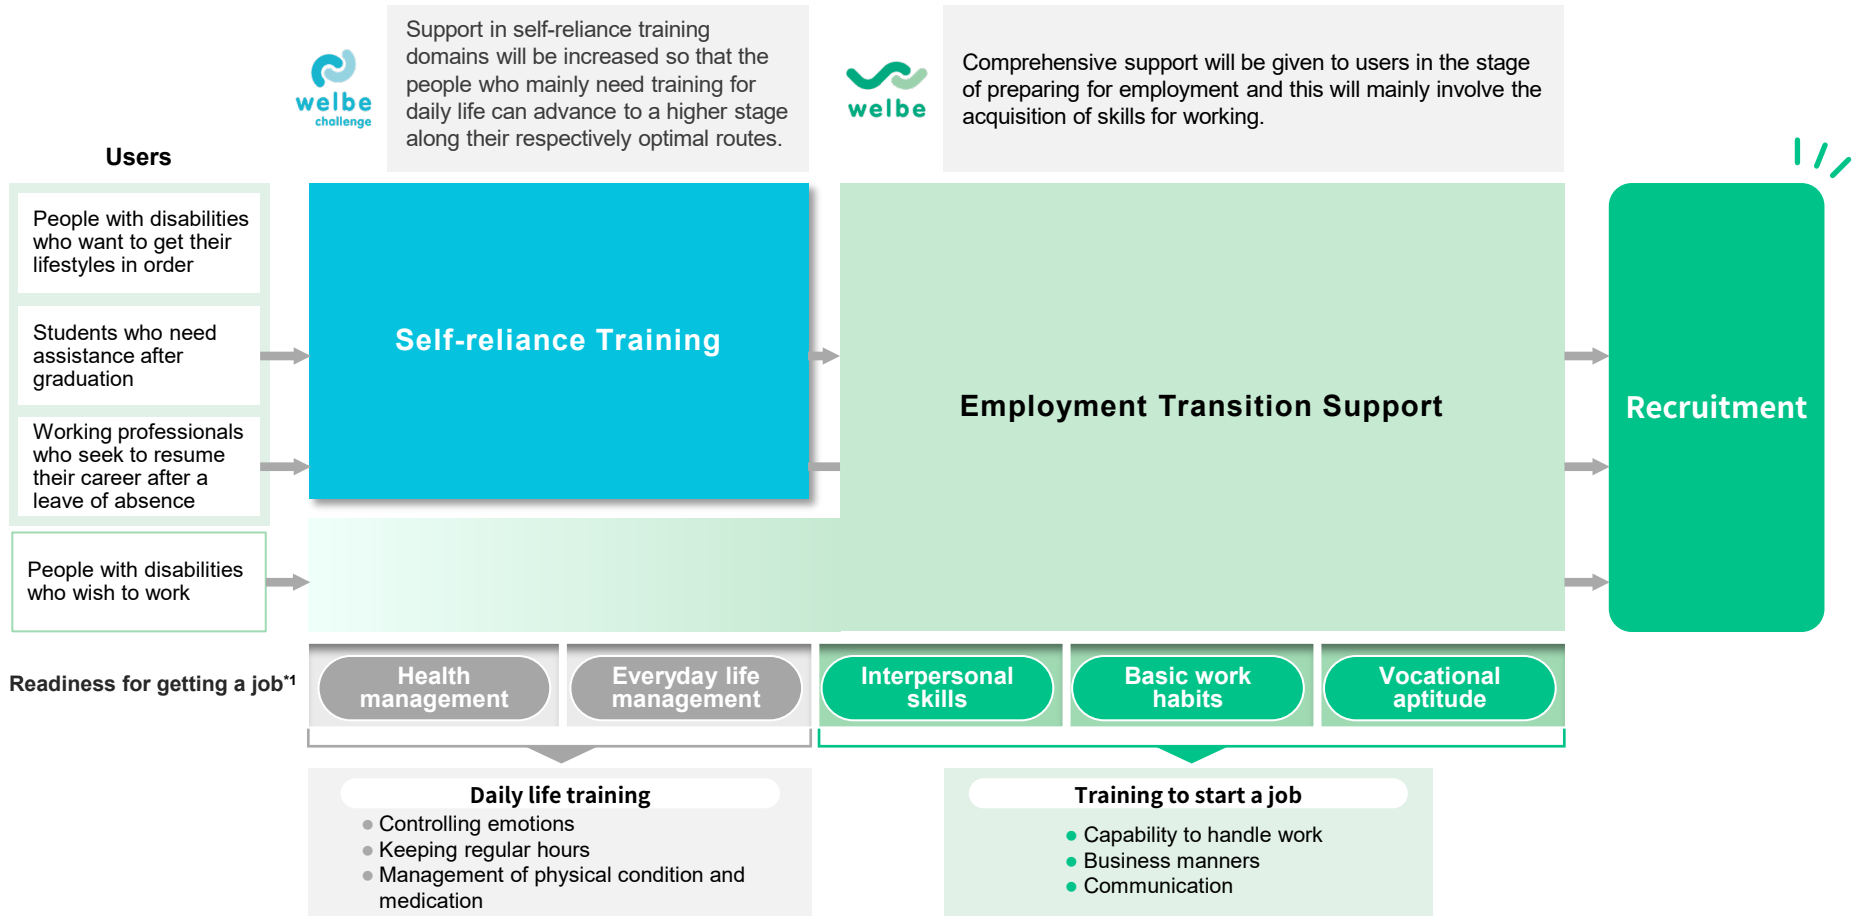 welbe
challenge
Support in self-reliance training
domains will be increased so that the
people who mainly need training for
daily life can advance to a higher stage
along their respectively optimal routes.
welbe
Comprehensive support will be given to users in the stage
of preparing for employment and this will mainly involve the
acquisition of skills for working.
Users
People with disabilities
who want to get their
lifestyles in order
Students who need
assistance after
graduation
Working professionals
who seek to resume
their career after a
leave of absence
People with disabilities
who wish to work
Self-reliance Training
Employment Transition Support
Recruitment
Readiness for getting a job*1
Health
management
Everyday life
management
Interpersonal
skills
Basic work
habits
Vocational
aptitude
Daily life training
● Controlling emotions
● Keeping regular hours
● Management of physical condition and
medication
Training to start a job
● Capability to handle work
● Business manners
● Communication